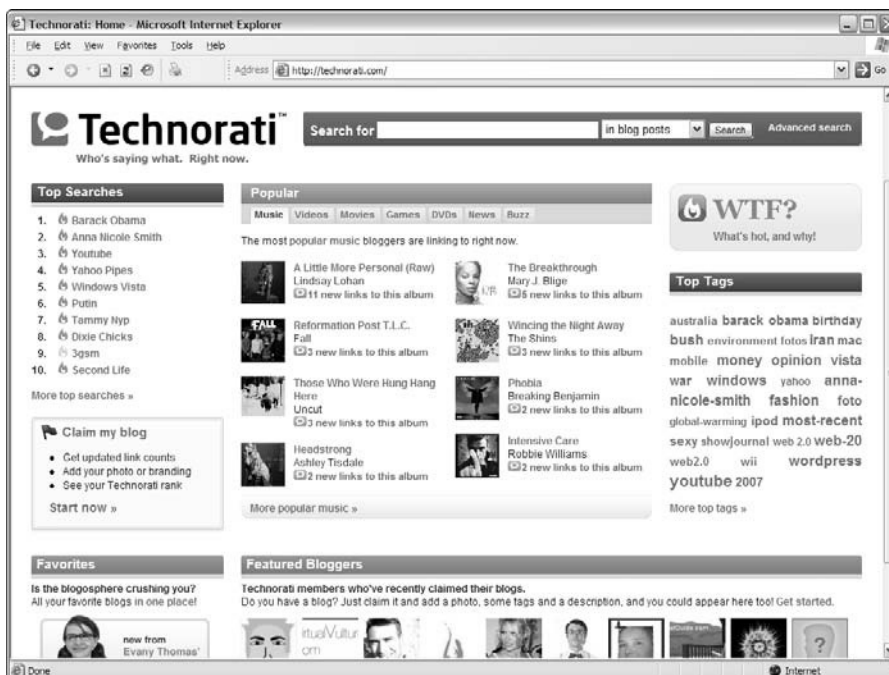 Technorati: Home - Microsoft Internet Explorer
File Edit View Favorites Tools Help
Address http://technorati.com/ Go
Technorati™
Who's saying what. Right now.
Search for in blog posts Search Advanced search
Top Searches
1. Barack Obama
2. Anna Nicole Smith
3. Youtube
4. Yahoo Pipes
5. Windows Vista
6. Putin
7. Tammy Nyp
8. Dixie Chicks
9. 3gsm
10. Second Life
More top searches »
Claim my blog
• Get updated link counts
• Add your photo or branding
• See your Technorati rank
Start now »
Popular
Music Videos Movies Games DVDs News Buzz
The most popular music bloggers are linking to right now.
A Little More Personal (Raw)
Lindsay Lohan
11 new links to this album
FALL
Reformation Post T.L.C.
Fall
3 new links to this album
Those Who Were Hung Hang
Here
Uncut
3 new links to this album
Headstrong
Ashley Tisdale
2 new links to this album
The Breakthrough
Mary J. Blige
5 new links to this album
Wincing the Night Away
The Shins
3 new links to this album
Phobia
Breaking Benjamin
2 new links to this album
Intensive Care
Robbie Williams
2 new links to this album
More popular music »
WTF?
What's hot, and why!
Top Tags
australia barack obama birthday
bush environment fotos iran mac
mobile money opinion vista
war windows yahoo anna-
nicole-smith fashion foto
global-warming ipod most-recent
sexy showjournal web 2.0 web-20
web2.0 wii wordpress
youtube 2007
More top tags »
Favorites
Is the blogosphere crushing you?
All your favorite blogs in one place!
new from
Evany Thomas'
Featured Bloggers
Technorati members who've recently claimed their blogs.
Do you have a blog? Just claim it and add a photo, some tags and a description, and you could appear here too! Get started.
?
Done Internet